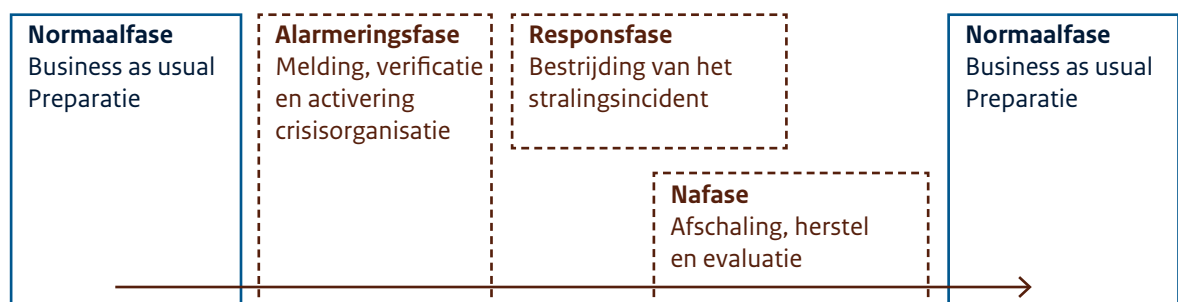 Normaalfase
Business as usual
Preparatie
Alarmeringsfase
Melding, verificatie
en activering
crisisorganisatie
Responsfase
Bestrijding van het
stralingsincident
Nafase
Afschaling, herstel
en evaluatie
Normaalfase
Business as usual
Preparatie